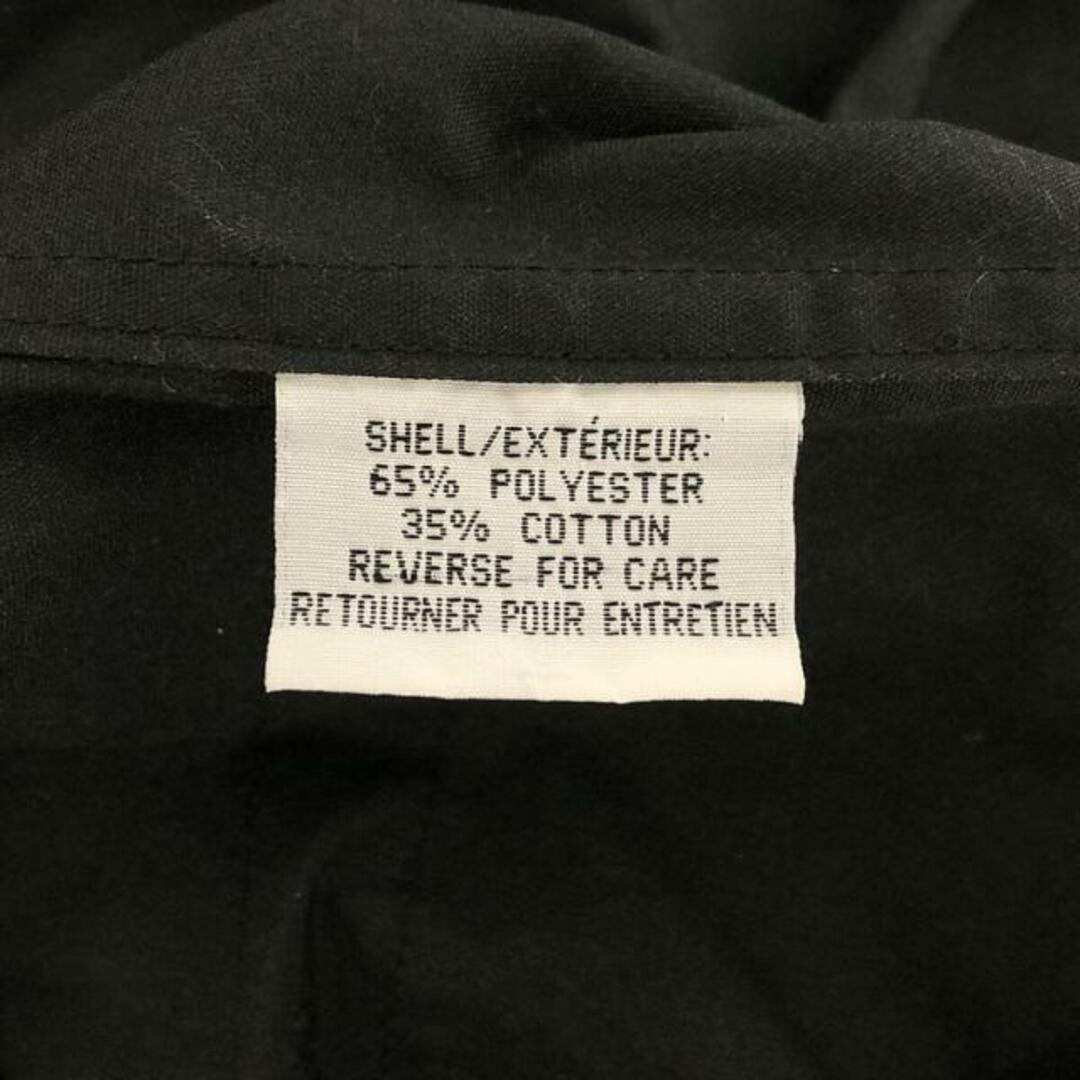 SHELL/EXTÉRIEUR:
65% POLYESTER
35% COTTON
REVERSE FOR CARE
RETOURNER POUR ENTRETIEN